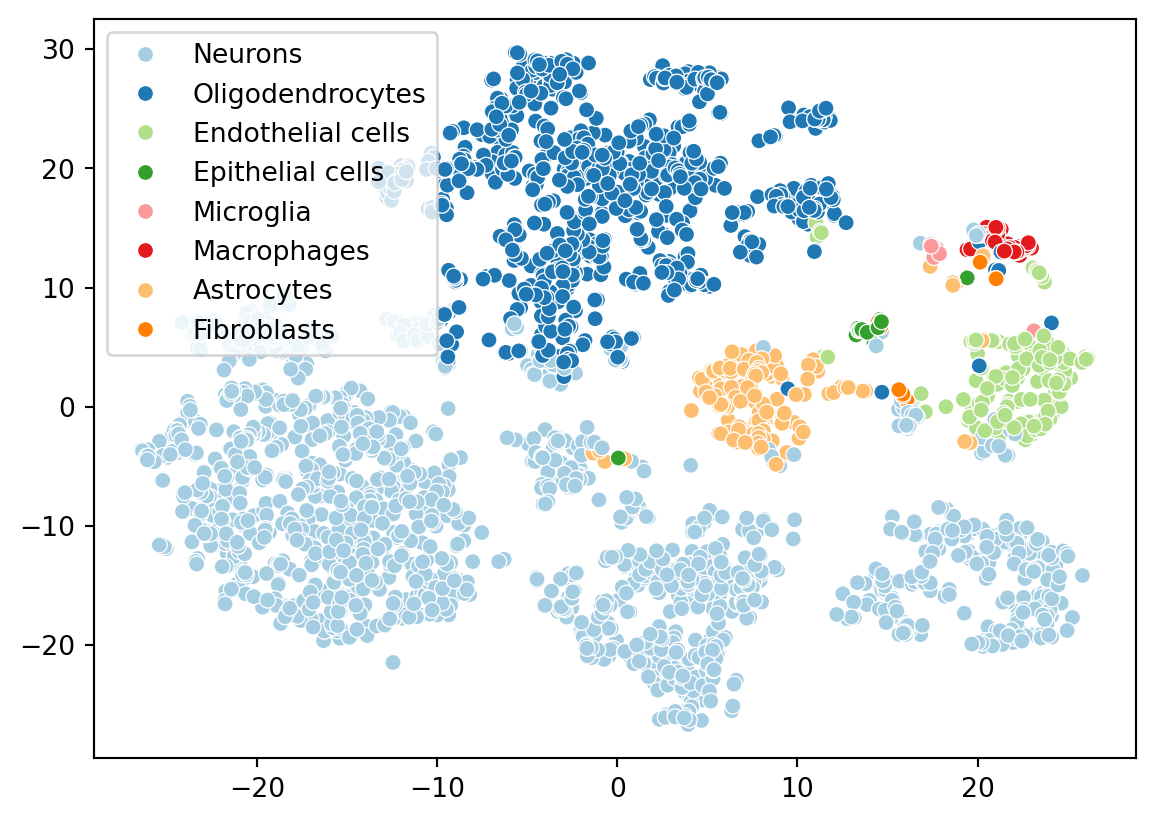 30
20
10
0
−10
−20
Neurons
Oligodendrocytes
Endothelial cells
Epithelial cells
Microglia
Macrophages
Astrocytes
Fibroblasts
−20 −10 0 10 20